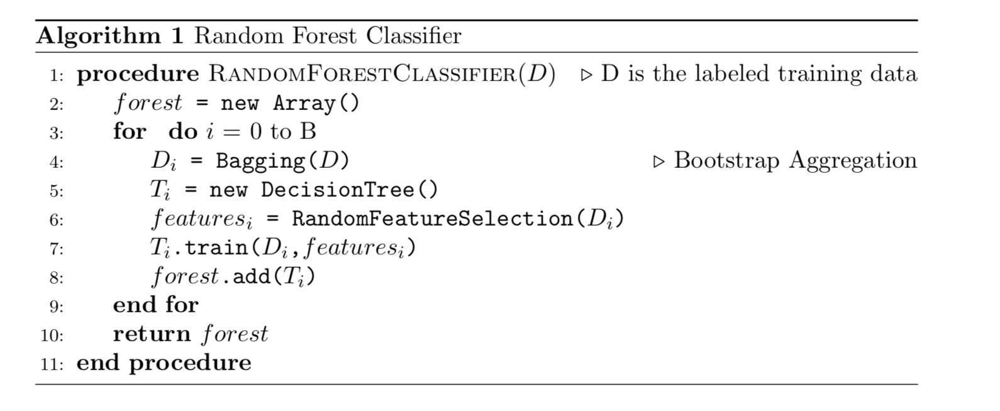 Algorithm 1 Random Forest Classifier
1: procedure RANDOMFORESTCLASSIFIER(D) ▷ D is the labeled training data
2: forest = new Array()
3: for do i = 0 to B
4: D_i = Bagging(D) ▷ Bootstrap Aggregation
5: T_i = new DecisionTree()
6: features_i = RandomFeatureSelection(D_i)
7: T_i.train(D_i,features_i)
8: forest.add(T_i)
9: end for
10: return forest
11: end procedure